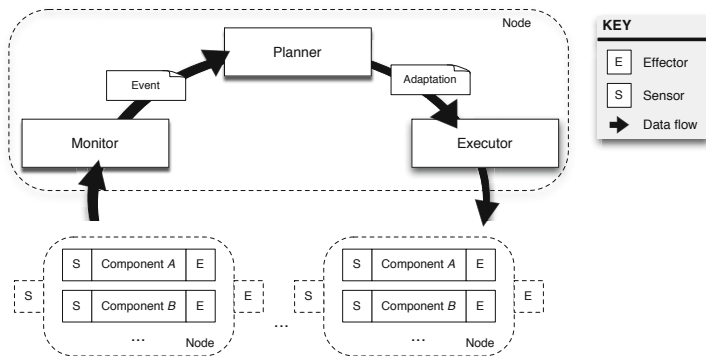 Node
Planner
Event
Adaptation
Monitor
Executor
KEY
E Effector
S Sensor
Data flow
S Component A E
S Component B E
...
Node
S
E
...
S Component A E
S Component B E
...
Node
S
E